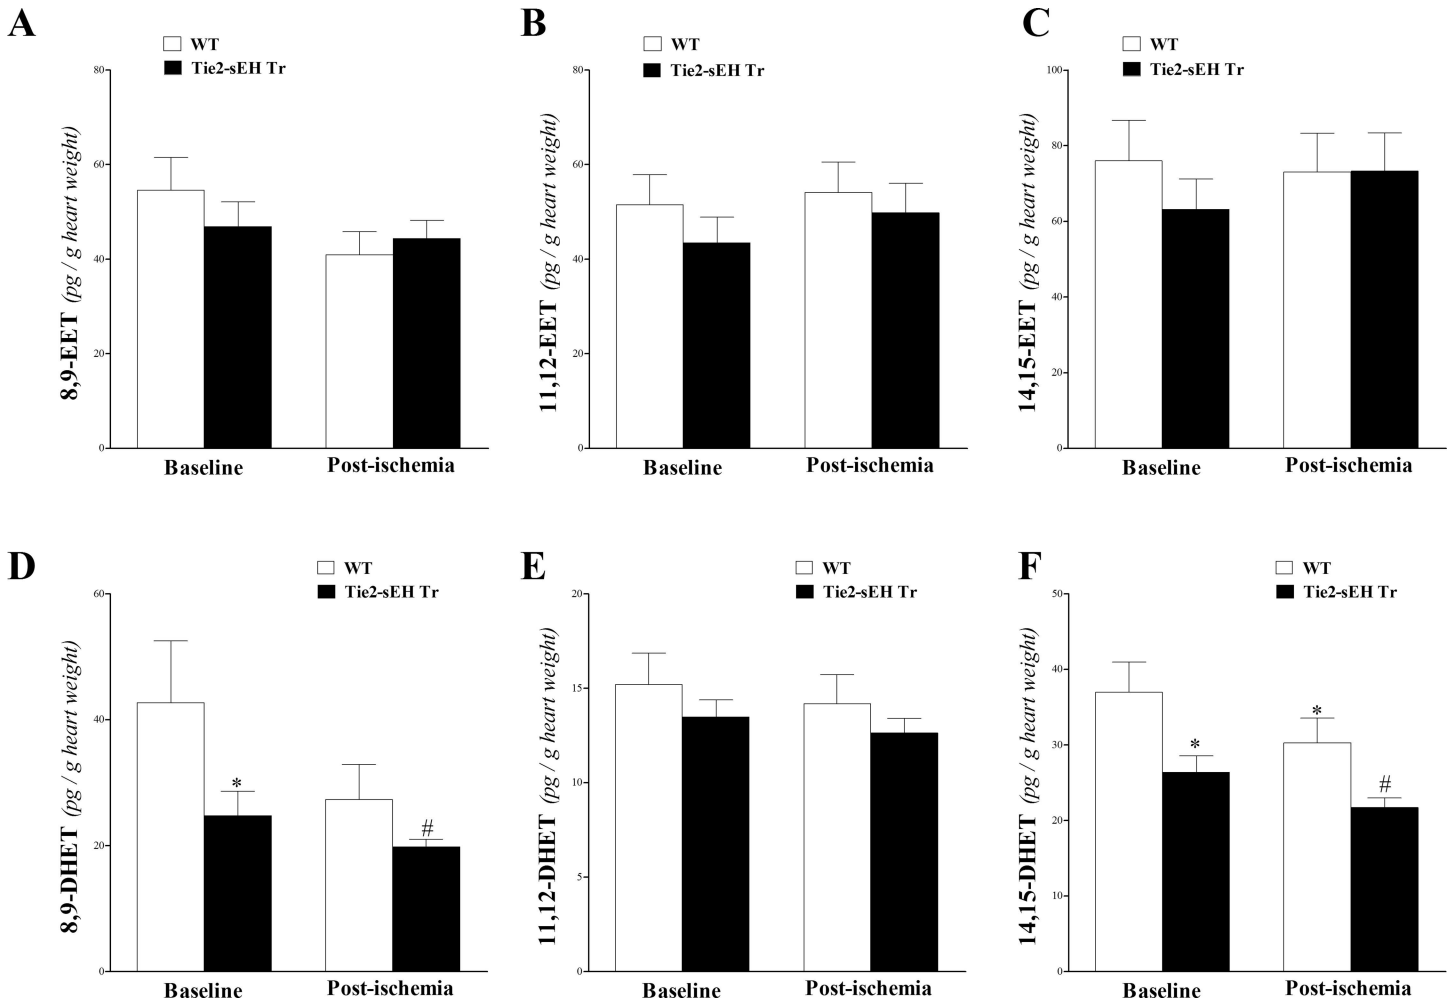 A
WT
Tie2-sEH Tr
80
60
40
20
0
8,9-EET (pg / g heart weight)
Baseline
Post-ischemia
B
WT
Tie2-sEH Tr
80
60
40
20
0
11,12-EET (pg / g heart weight)
Baseline
Post-ischemia
C
WT
Tie2-sEH Tr
100
80
60
40
20
0
14,15-EET (pg / g heart weight)
Baseline
Post-ischemia
D
WT
Tie2-sEH Tr
60
40
20
0
8,9-DHET (pg / g heart weight)
*
#
Baseline
Post-ischemia
E
WT
Tie2-sEH Tr
20
15
10
5
0
11,12-DHET (pg / g heart weight)
Baseline
Post-ischemia
F
WT
Tie2-sEH Tr
50
40
30
20
10
0
14,15-DHET (pg / g heart weight)
*
*
#
Baseline
Post-ischemia